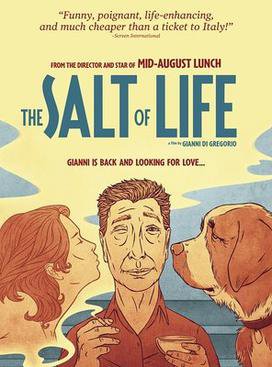 "Funny, poignant, life-enhancing,
and much cheaper than a ticket to Italy!"
–Screen International
FROM THE DIRECTOR AND STAR OF MID-AUGUST LUNCH
THE SALT OF LIFE
a film by GIANNI DI GREGORIO
GIANNI IS BACK AND LOOKING FOR LOVE...